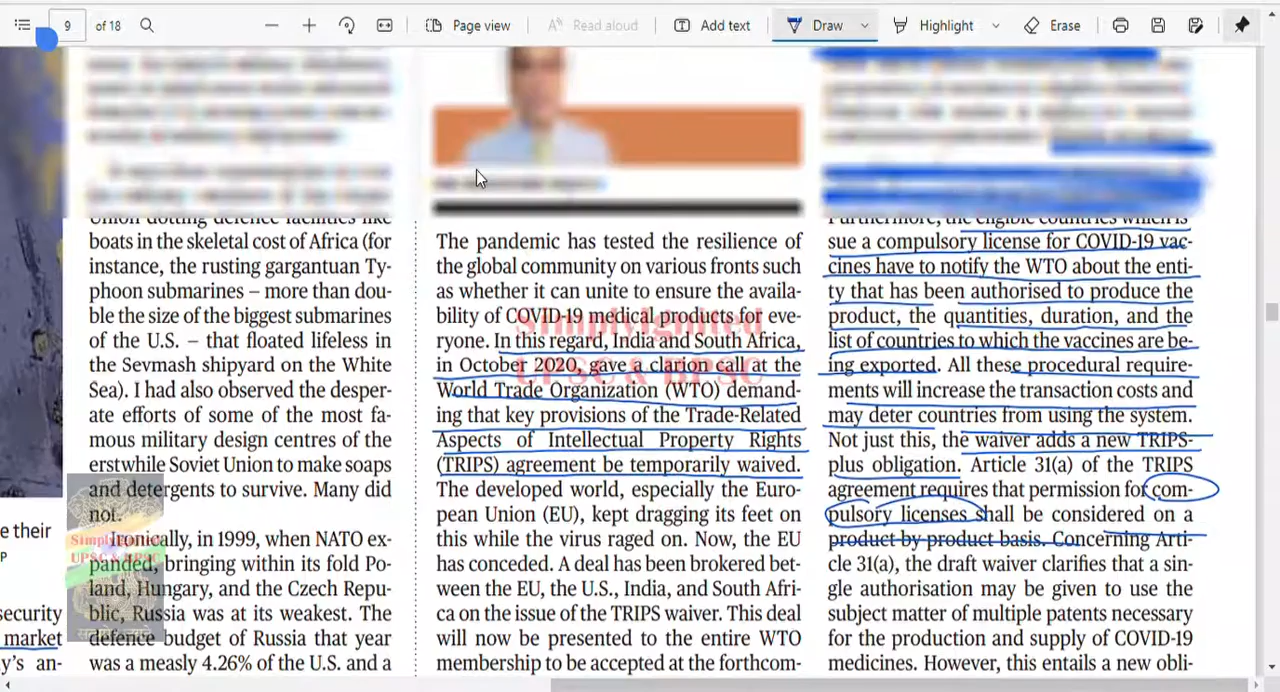 9
of 18
Page view
Read aloud
Add text
Draw
Highlight
Erase
e their
P
security
market
y's an-
Union dotting defence facilities like
boats in the skeletal cost of Africa (for
instance, the rusting gargantuan Ty-
phoon submarines – more than dou-
ble the size of the biggest submarines
of the U.S. – that floated lifeless in
the Sevmash shipyard on the White
Sea). I had also observed the desper-
ate efforts of some of the most fa-
mous military design centres of the
erstwhile Soviet Union to make soaps
and detergents to survive. Many did
not.
Ironically, in 1999, when NATO ex-
panded, bringing within its fold Po-
land, Hungary, and the Czech Repu-
blic, Russia was at its weakest. The
defence budget of Russia that year
was a measly 4.26% of the U.S. and a
SimplyIgnited
UPSC & BPSC
The pandemic has tested the resilience of
the global community on various fronts such
as whether it can unite to ensure the availa-
bility of COVID-19 medical products for eve-
ryone. In this regard, India and South Africa,
in October 2020, gave a clarion call at the
World Trade Organization (WTO) demand-
ing that key provisions of the Trade-Related
Aspects of Intellectual Property Rights
(TRIPS) agreement be temporarily waived.
The developed world, especially the Euro-
pean Union (EU), kept dragging its feet on
this while the virus raged on. Now, the EU
has conceded. A deal has been brokered bet-
ween the EU, the U.S., India, and South Afri-
ca on the issue of the TRIPS waiver. This deal
will now be presented to the entire WTO
membership to be accepted at the forthcom-
SimplyIgnited
UPSC & BPSC
Furthermore, the eligible countries which is-
sue a compulsory license for COVID-19 vac-
cines have to notify the WTO about the enti-
ty that has been authorised to produce the
product, the quantities, duration, and the
list of countries to which the vaccines are be-
ing exported. All these procedural require-
ments will increase the transaction costs and
may deter countries from using the system.
Not just this, the waiver adds a new TRIPS-
plus obligation. Article 31(a) of the TRIPS
agreement requires that permission for com-
pulsory licenses shall be considered on a
product by product basis. Concerning Arti-
cle 31(a), the draft waiver clarifies that a sin-
gle authorisation may be given to use the
subject matter of multiple patents necessary
for the production and supply of COVID-19
medicines. However, this entails a new obli-